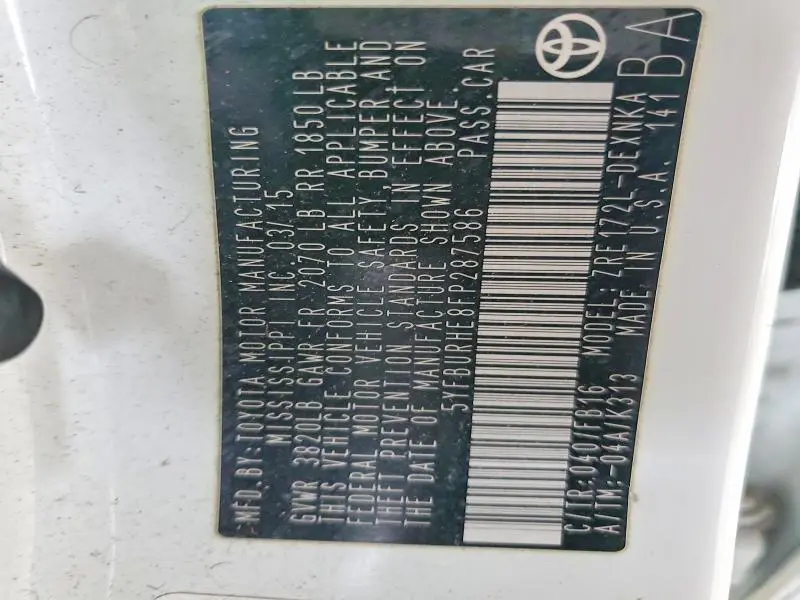 MFD.BY:TOYOTA MOTOR MANUFACTURING
MISSISSIPPI INC.03/15
GVWR 3820LB GAWR FR 2070 LB RR 1850LB
THIS VEHICLE CONFORMS TO ALL APPLICABLE
FEDERAL MOTOR VEHICLE SAFETY, BUMPER, AND
THEFT PREVENTION STANDARDS IN EFFECT ON
THE DATE OF MANUFACTURE SHOWN ABOVE.
5YFBURHE8FP287586 PASS.CAR
C/TR:040/FB16 MODEL: ZRE172L-DEXNKA
A/TM:-04A/K313 MADE IN U.S.A. 141BA